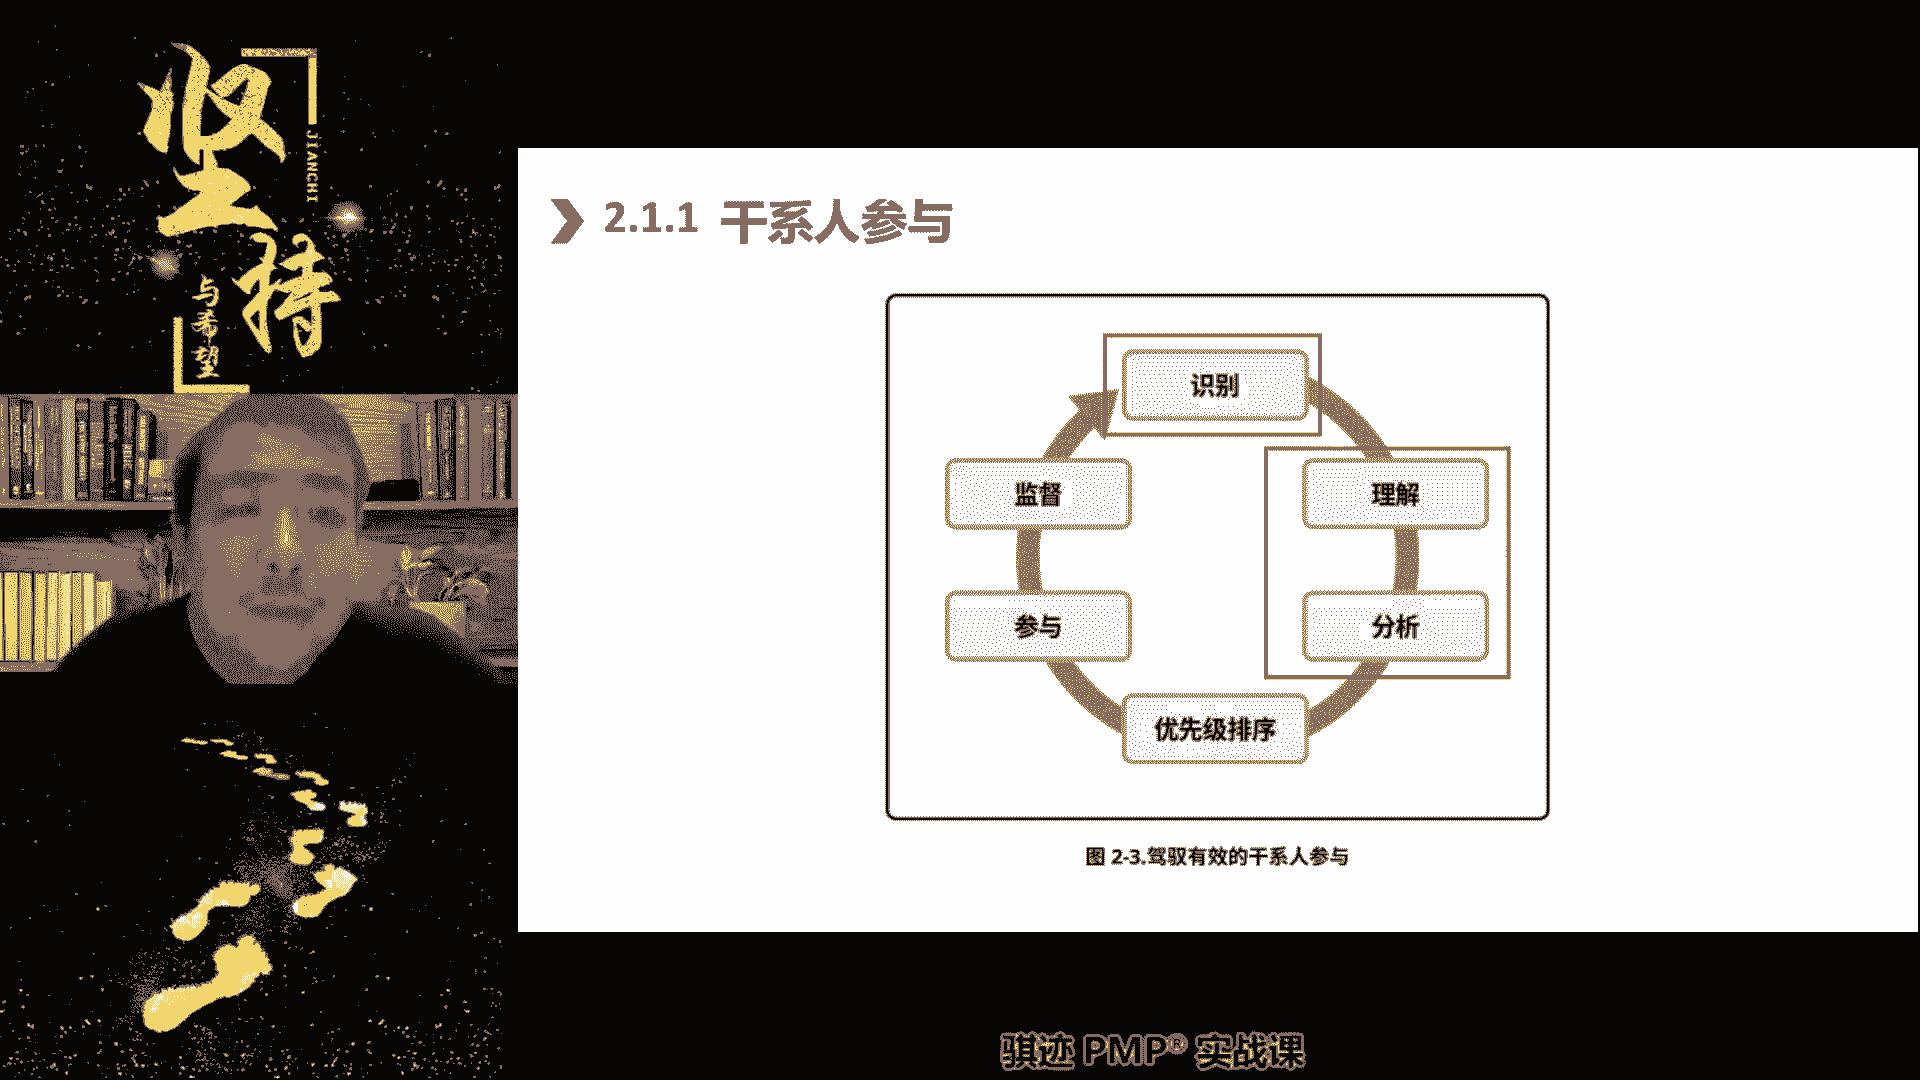 坚持
JIANCHI
与希望
2.1.1 干系人参与
识别
监督
理解
参与
分析
优先级排序
图 2-3.驾驭有效的干系人参与
骐迹 PMP® 实战课